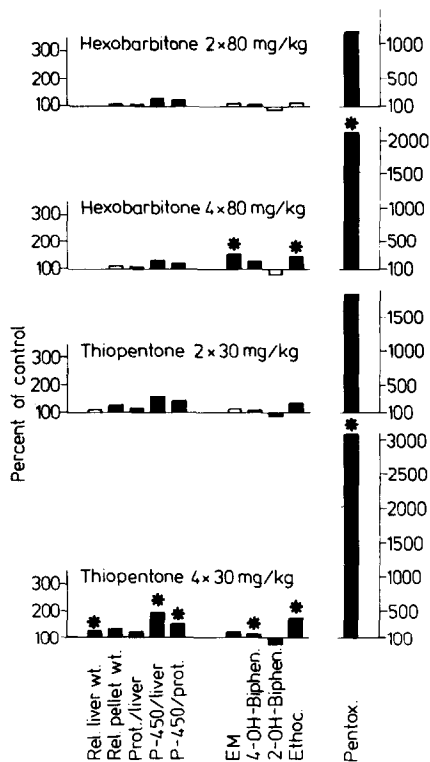 Percent of control
Hexobarbitone 2×80 mg/kg
300
200
100
1000
500
100
Hexobarbitone 4×80 mg/kg
300
200
100
*
*
*
2000
1000
500
100
Thiopentone 2×30 mg/kg
300
200
100
1500
1000
500
100
Thiopentone 4×30 mg/kg
300
200
100
*
*
*
*
*
*
3000
2000
1500
1000
500
100
Rel. liver wt.
Rel. pellet wt.
Prot./liver
P-450/liver
P-450/prot.
EM
4-OH-Biphen.
2-OH-Biphen.
Ethoc.
Pentox.